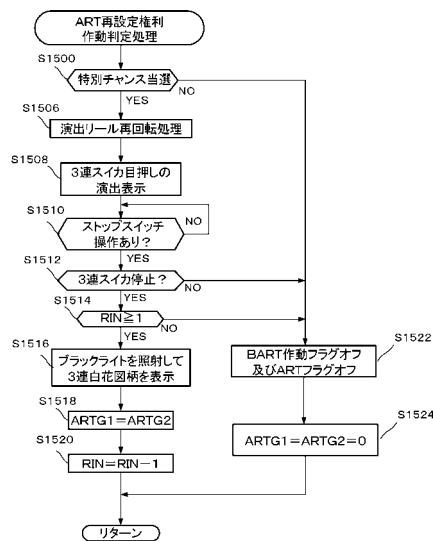 ART再設定権利
作動判定処理
S1500
特別チャンス当選
NO
YES
S1506
演出リール再回転処理
S1508
3連スイカ目押しの
演出表示
S1510
ストップスイッチ
操作あり？
NO
YES
S1512
3連スイカ停止？
NO
YES
S1514
RIN≧1
NO
YES
S1516
ブラックライトを照射して
3連白花図柄を表示
S1522
BART作動フラグオフ
及びARTフラグオフ
S1518
ARTG1＝ARTG2
S1524
ARTG1＝ARTG2＝0
S1520
RIN＝RIN－1
リターン